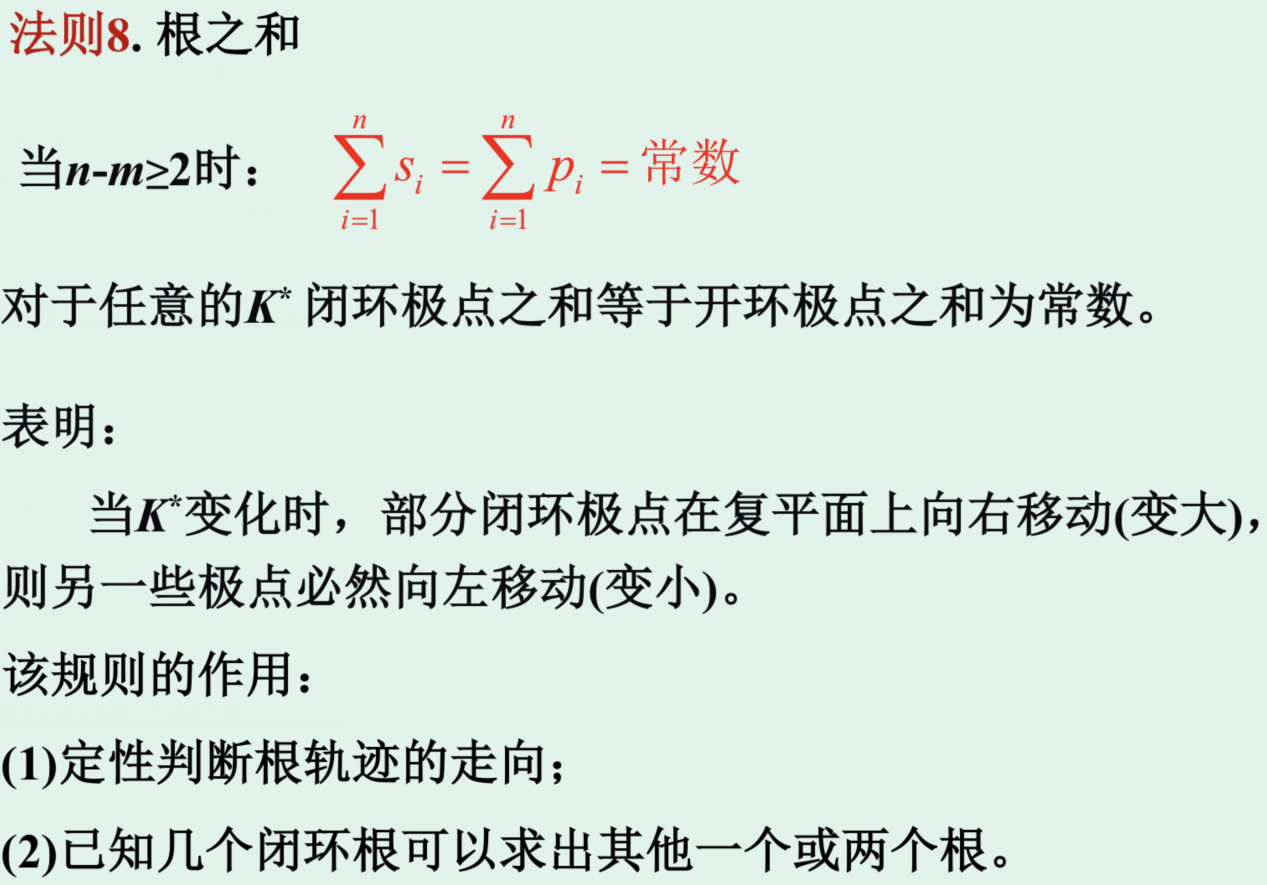 法则8. 根之和
当n-m≥2时： $\sum_{i=1}^{n} s_i = \sum_{i=1}^{n} p_i = 常数$
对于任意的K* 闭环极点之和等于开环极点之和为常数。
表明：
当K*变化时，部分闭环极点在复平面上向右移动(变大)，
则另一些极点必然向左移动(变小)。
该规则的作用：
(1)定性判断根轨迹的走向；
(2)已知几个闭环根可以求出其他一个或两个根。